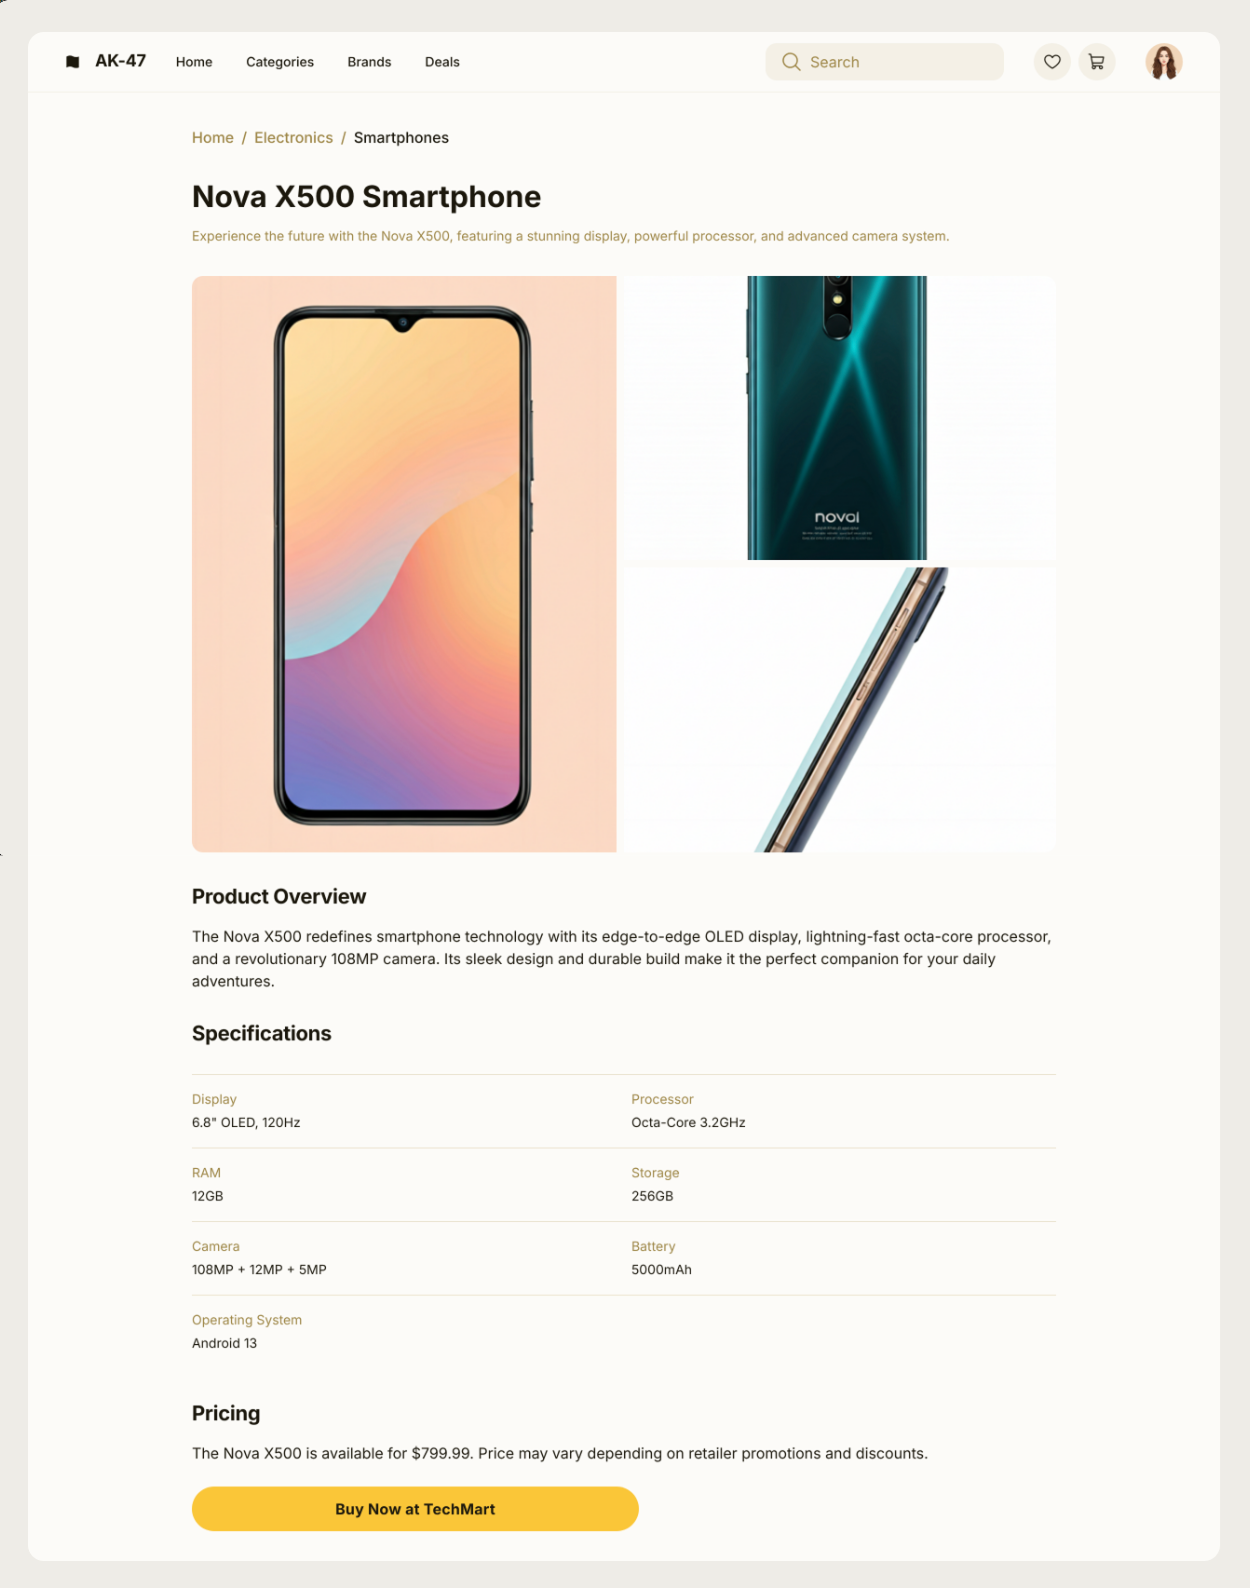 AK-47
Home
Categories
Brands
Deals
Search
Home / Electronics / Smartphones
Nova X500 Smartphone
Experience the future with the Nova X500, featuring a stunning display, powerful processor, and advanced camera system.
novai
Product Overview
The Nova X500 redefines smartphone technology with its edge-to-edge OLED display, lightning-fast octa-core processor,
and a revolutionary 108MP camera. Its sleek design and durable build make it the perfect companion for your daily
adventures.
Specifications
Display
6.8" OLED, 120Hz
Processor
Octa-Core 3.2GHz
RAM
12GB
Storage
256GB
Camera
108MP + 12MP + 5MP
Battery
5000mAh
Operating System
Android 13
Pricing
The Nova X500 is available for $799.99. Price may vary depending on retailer promotions and discounts.
Buy Now at TechMart